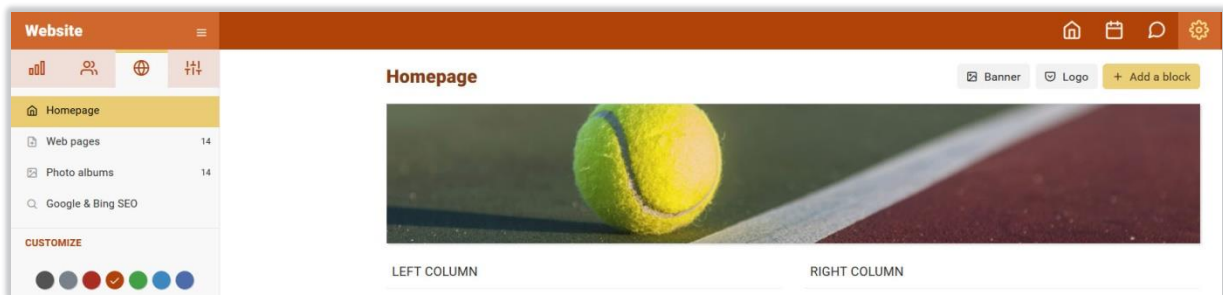 Website
Homepage
Banner
Logo
+ Add a block
Homepage
Web pages 14
Photo albums 14
Google & Bing SEO
CUSTOMIZE
LEFT COLUMN
RIGHT COLUMN